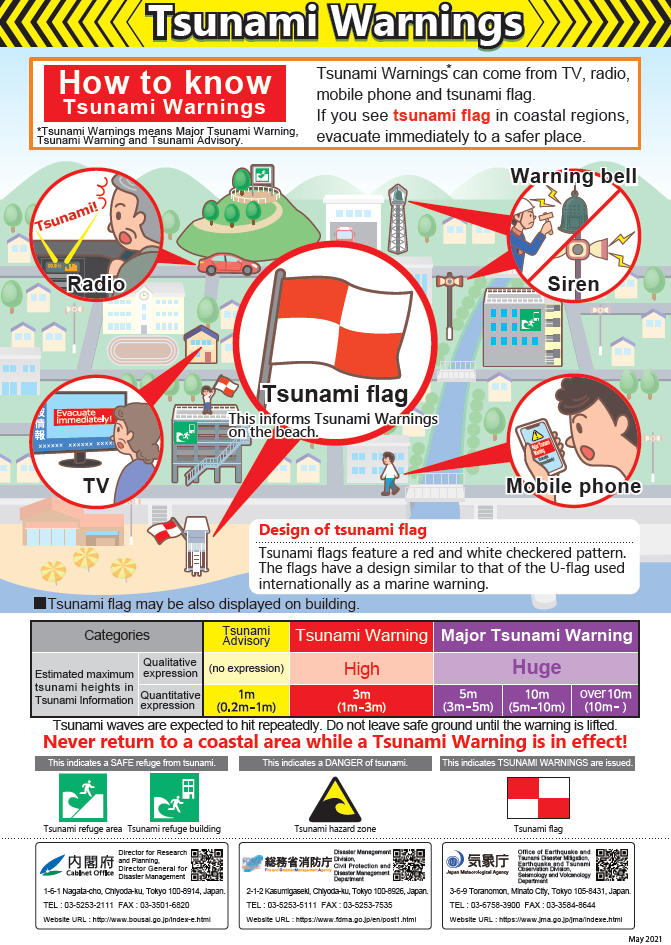 Tsunami Warnings
How to know
Tsunami Warnings
*Tsunami Warnings means Major Tsunami Warning,
Tsunami Warning and Tsunami Advisory.
Tsunami Warnings*can come from TV, radio,
mobile phone and tsunami flag.
If you see tsunami flag in coastal regions,
evacuate immediately to a safer place.
Tsunami!
Radio
Warning bell
Siren
Tsunami flag
This informs Tsunami Warnings
on the beach.
Evacuate
immediately!
情報
TV
Major Tsunami
Warning
Mobile phone
Design of tsunami flag
Tsunami flags feature a red and white checkered pattern.
The flags have a design similar to that of the U-flag used
internationally as a marine warning.
■Tsunami flag may be also displayed on building.
Categories
Tsunami
Advisory
Tsunami Warning
Major Tsunami Warning
Estimated maximum
tsunami heights in
Tsunami Information
Qualitative
expression
(no expression)
High
Huge
Quantitative
expression
1m
(0.2m–1m)
3m
(1m–3m)
5m
(3m–5m)
10m
(5m–10m)
over10m
(10m– )
Tsunami waves are expected to hit repeatedly. Do not leave safe ground until the warning is lifted.
Never return to a coastal area while a Tsunami Warning is in effect!
This indicates a SAFE refuge from tsunami.
This indicates a DANGER of tsunami.
This indicates TSUNAMI WARNINGS are issued.
Tsunami refuge area
Tsunami refuge building
Tsunami hazard zone
Tsunami flag
内閣府
Cabinet Office
Director for Research
and Planning,
Director General for
Disaster Management
1-6-1 Nagata-cho, Chiyoda-ku, Tokyo 100-8914, Japan.
TEL : 03-5253-2111 FAX : 03-3501-6820
Website URL : http://www.bousai.go.jp/index-e.html
総務省消防庁
Fire and Disaster Management Agency
Disaster Management
Division,
Civil Protection and
Disaster Management
Department
2-1-2 Kasumigaseki, Chiyoda-ku, Tokyo 100-8926, Japan.
TEL : 03-5253-5111 FAX : 03-5253-7535
Website URL : https://www.fdma.go.jp/en/post1.html
気象庁
Japan Meteorological Agency
Office of Earthquake and
Tsunami Disaster Mitigation,
Earthquake and Tsunami
Observation Division,
Seismology and Volcanology
Department
3-6-9 Toranomon, Minato City, Tokyo 105-8431, Japan.
TEL : 03-6758-3900 FAX : 03-3584-8644
Website URL : https://www.jma.go.jp/jma/indexe.html
May 2021